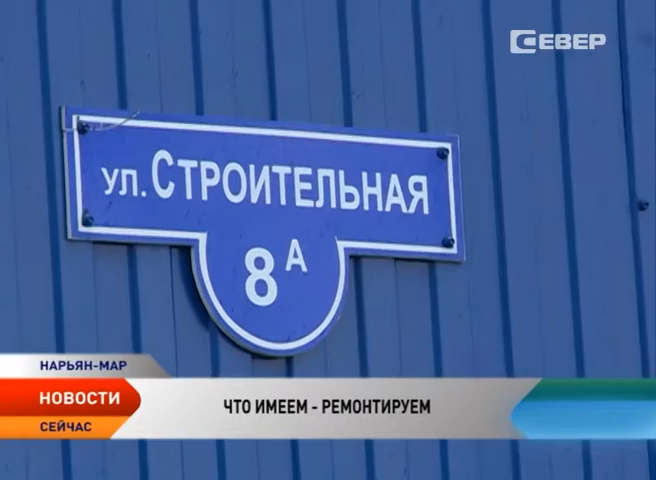 СЕВЕР
ул. СТРОИТЕЛЬНАЯ
8 А
НАРЬЯН-МАР
НОВОСТИ
СЕЙЧАС
ЧТО ИМЕЕМ - РЕМОНТИРУЕМ